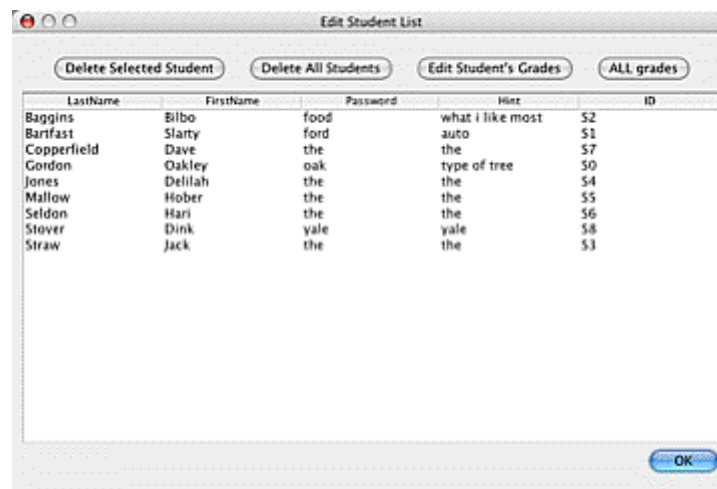 Edit Student List
Delete Selected Student Delete All Students Edit Student's Grades ALL grades
LastName FirstName Password Hint ID
Baggins Bilbo food what i like most S2
Bartfast Slarty ford auto S1
Copperfield Dave the the S7
Gordon Oakley oak type of tree S0
Jones Delilah the the S4
Mallow Hober the the S5
Seldon Hari the the S6
Stover Dink yale yale S8
Straw Jack the the S3
OK